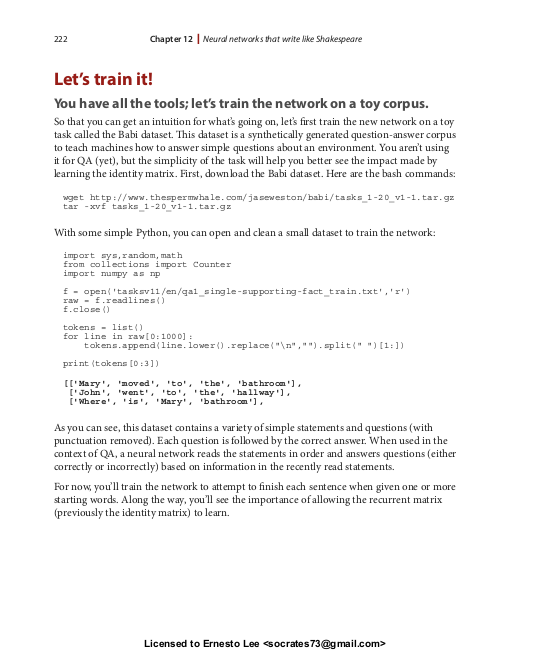 222
Chapter 12 | Neural networks that write like Shakespeare
Let's train it!
You have all the tools; let's train the network on a toy corpus.
So that you can get an intuition for what's going on, let's first train the new network on a toy
task called the Babi dataset. This dataset is a synthetically generated question-answer corpus
to teach machines how to answer simple questions about an environment. You aren't using
it for QA (yet), but the simplicity of the task will help you better see the impact made by
learning the identity matrix. First, download the Babi dataset. Here are the bash commands:
wget http://www.thespermwhale.com/jaseweston/babi/tasks_1-20_v1-1.tar.gz
tar -xvf tasks_1-20_v1-1.tar.gz
With some simple Python, you can open and clean a small dataset to train the network:
import sys,random,math
from collections import Counter
import numpy as np
f = open('tasksv11/en/qa1_single-supporting-fact_train.txt','r')
raw = f.readlines()
f.close()
tokens = list()
for line in raw[0:1000]:
    tokens.append(line.lower().replace("\n","").split(" ")[1:])
print(tokens[0:3])
[['Mary', 'moved', 'to', 'the', 'bathroom'],
['John', 'went', 'to', 'the', 'hallway'],
['Where', 'is', 'Mary', 'bathroom'],
As you can see, this dataset contains a variety of simple statements and questions (with
punctuation removed). Each question is followed by the correct answer. When used in the
context of QA, a neural network reads the statements in order and answers questions (either
correctly or incorrectly) based on information in the recently read statements.
For now, you'll train the network to attempt to finish each sentence when given one or more
starting words. Along the way, you'll see the importance of allowing the recurrent matrix
(previously the identity matrix) to learn.
Licensed to Ernesto Lee <socrates73@gmail.com>